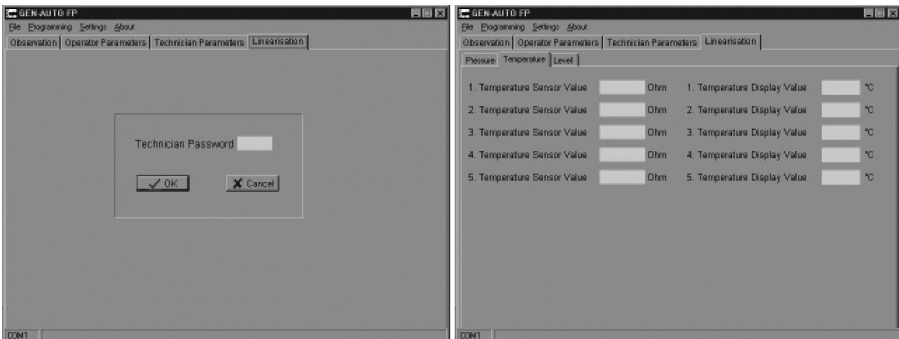 GEN-AUTO FP
File Programming Settings About
Observation Operator Parameters Technician Parameters Linearisation
Technician Password
OK Cancel
COM1
GEN-AUTO FP
File Programming Settings About
Observation Operator Parameters Technician Parameters Linearisation
Pressure Temperature Level
1. Temperature Sensor Value Ohm 1. Temperature Display Value °C
2. Temperature Sensor Value Ohm 2. Temperature Display Value °C
3. Temperature Sensor Value Ohm 3. Temperature Display Value °C
4. Temperature Sensor Value Ohm 4. Temperature Display Value °C
5. Temperature Sensor Value Ohm 5. Temperature Display Value °C
COM1